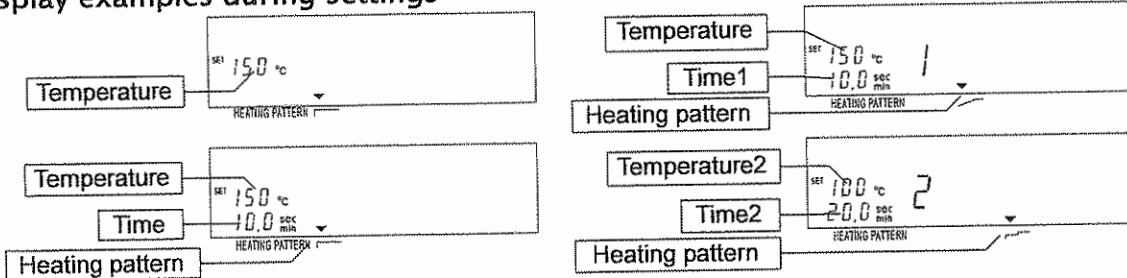 splay examples during settings
SET 150 °C
Temperature
HEATING PATTERN
Temperature
SET 150 °C
Time
10.0 sec min
HEATING PATTERN
Heating pattern
Temperature
SET 150 °C 1
Time1
10.0 sec min
HEATING PATTERN
Heating pattern
Temperature2
SET 100 °C 2
Time2
20.0 sec min
HEATING PATTERN
Heating pattern